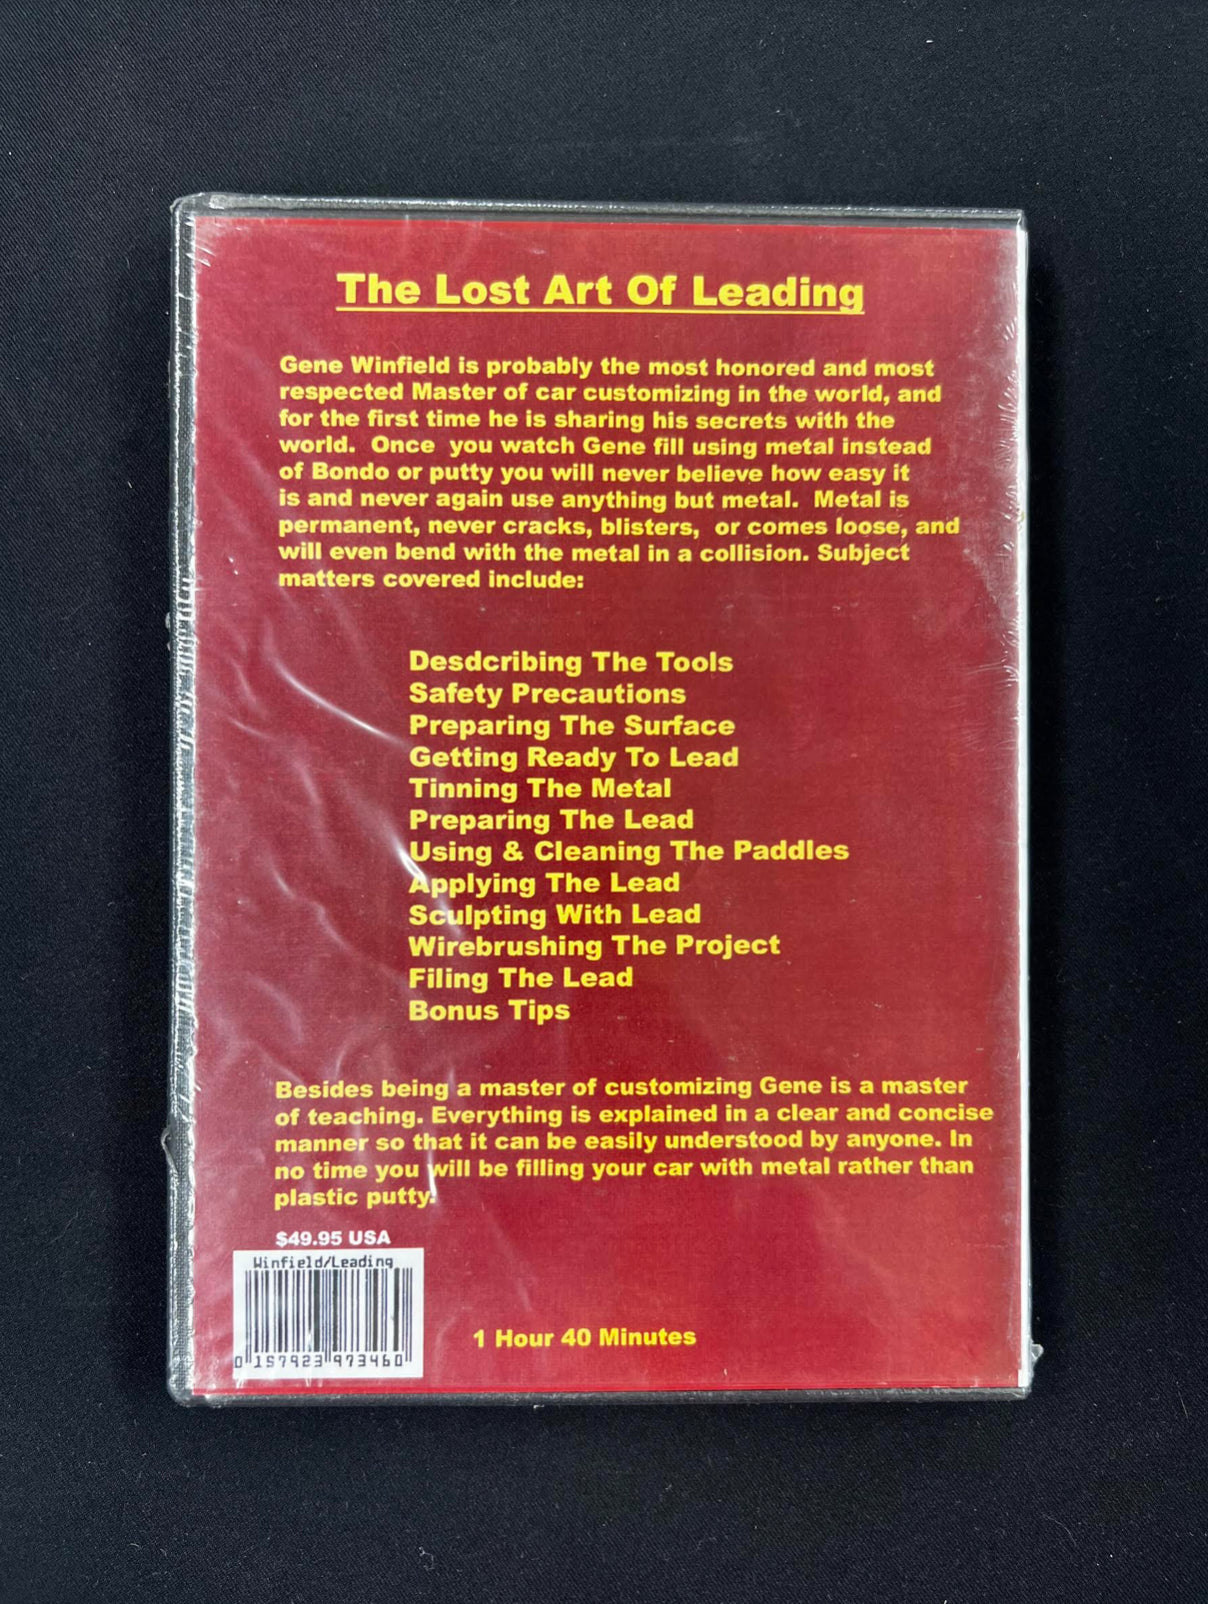 The Lost Art Of Leading
Gene Winfield is probably the most honored and most
respected Master of car customizing in the world, and
for the first time he is sharing his secrets with the
world.  Once  you watch Gene fill using metal instead
of Bondo or putty you will never believe how easy it
is and never again use anything but metal.  Metal is
permanent, never cracks, blisters,  or comes loose, and
will even bend with the metal in a collision. Subject
matters covered include:
Desdcribing The Tools
Safety Precautions
Preparing The Surface
Getting Ready To Lead
Tinning The Metal
Preparing The Lead
Using & Cleaning The Paddles
Applying The Lead
Sculpting With Lead
Wirebrushing The Project
Filing The Lead
Bonus Tips
Besides being a master of customizing Gene is a master
of teaching. Everything is explained in a clear and concise
manner so that it can be easily understood by anyone. In
no time you will be filling your car with metal rather than
plastic putty.
$49.95 USA
Winfield/Leading
0 157923 973460
1 Hour 40 Minutes